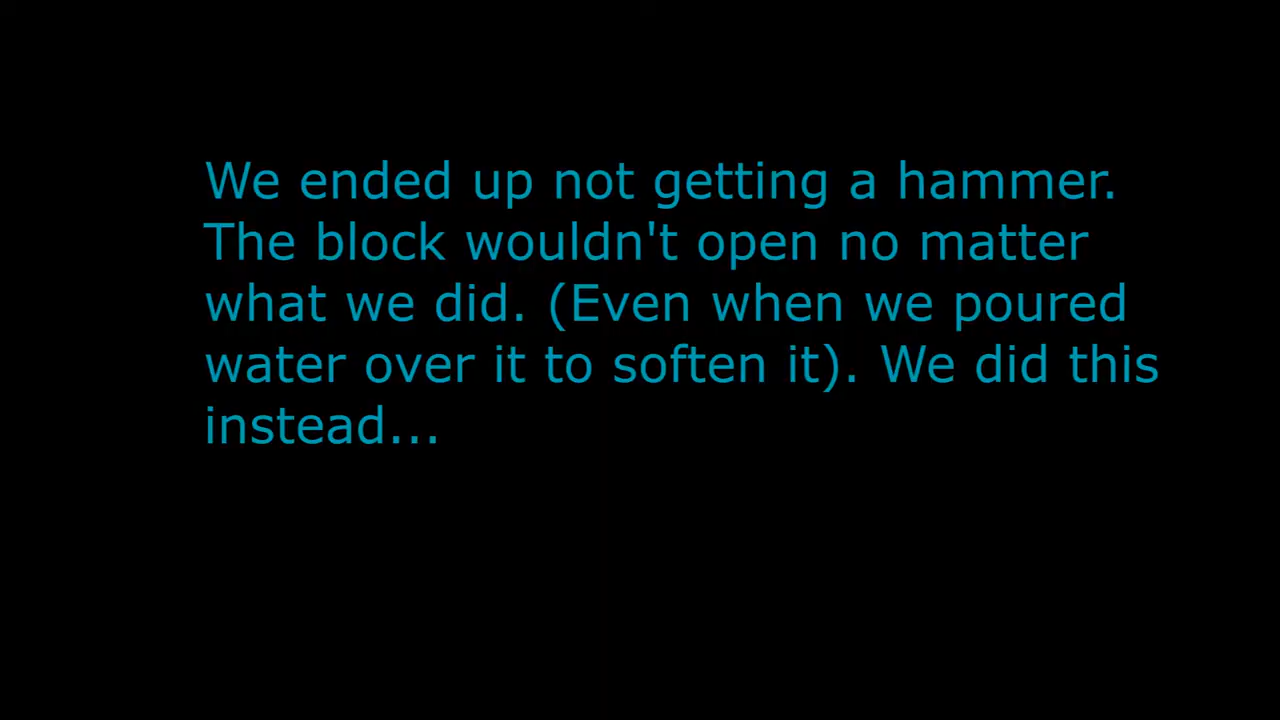 We ended up not getting a hammer.
The block wouldn't open no matter
what we did. (Even when we poured
water over it to soften it). We did this
instead...